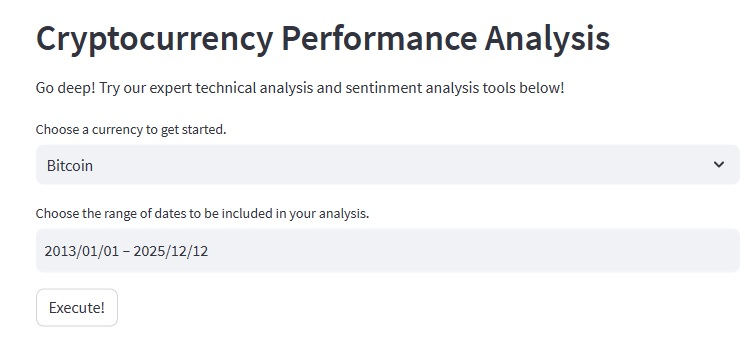 Cryptocurrency Performance Analysis
Go deep! Try our expert technical analysis and sentinment analysis tools below!
Choose a currency to get started.
Bitcoin
Choose the range of dates to be included in your analysis.
2013/01/01 – 2025/12/12
Execute!